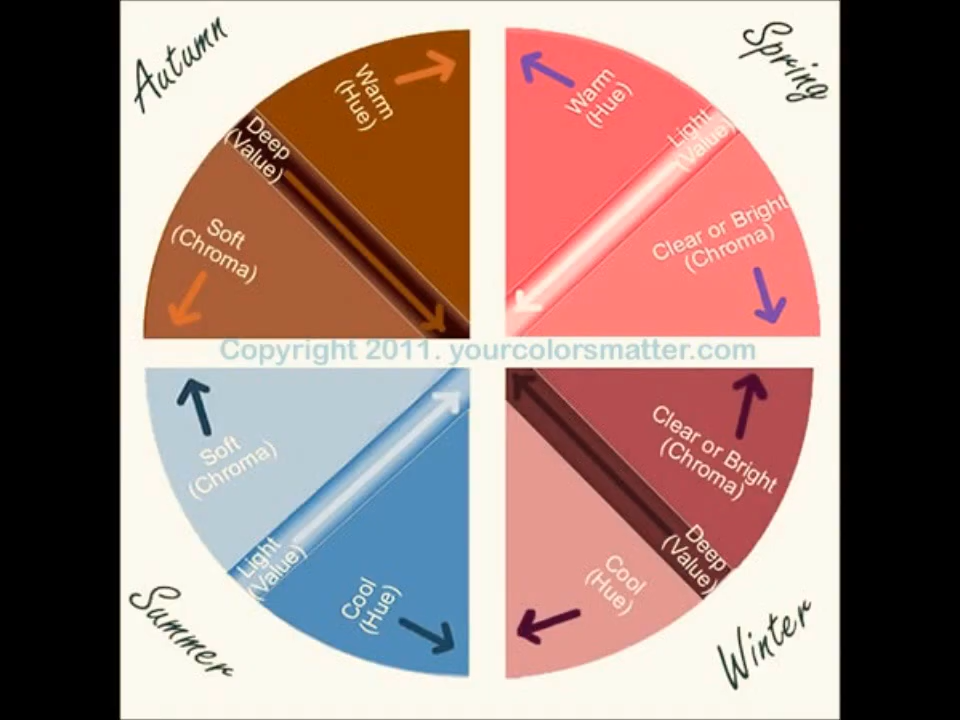 Autumn
Warm
(Hue)
Deep
(Value)
Soft
(Chroma)
Spring
Warm
(Hue)
Light
(Value)
Clear or Bright
(Chroma)
Copyright 2011. yourcolorsmatter.com
Soft
(Chroma)
Light
(Value)
Cool
(Hue)
Summer
Clear or Bright
(Chroma)
Deep
(Value)
Cool
(Hue)
Winter